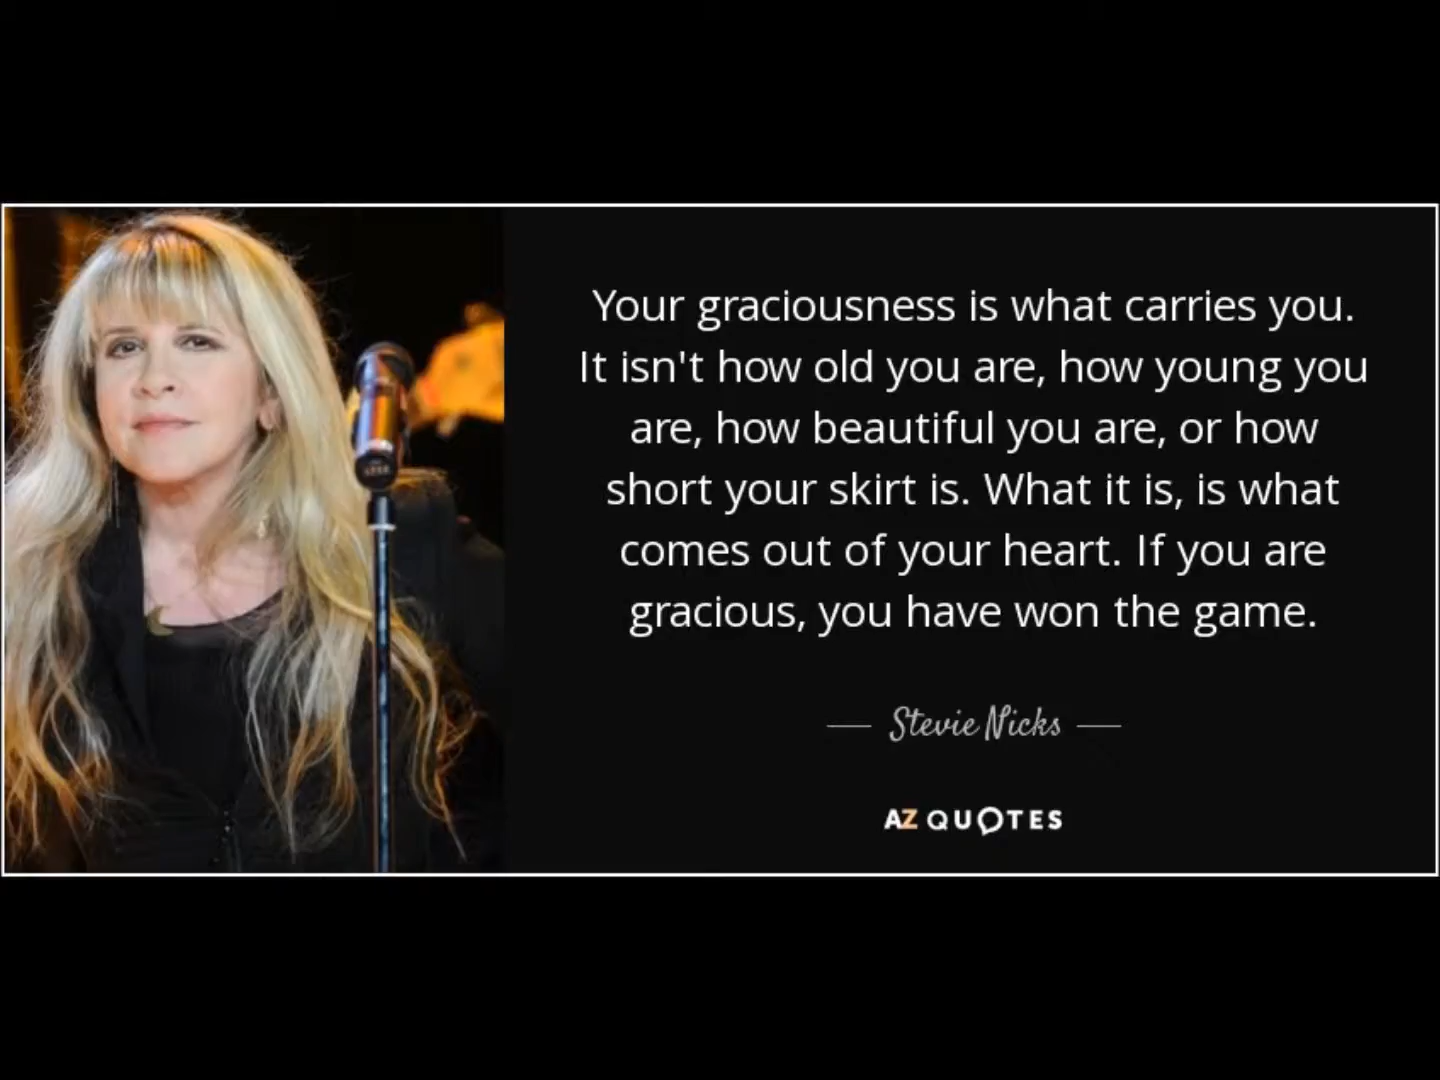 Your graciousness is what carries you.
It isn't how old you are, how young you
are, how beautiful you are, or how
short your skirt is. What it is, is what
comes out of your heart. If you are
gracious, you have won the game.
Stevie Nicks
AZ QUOTES